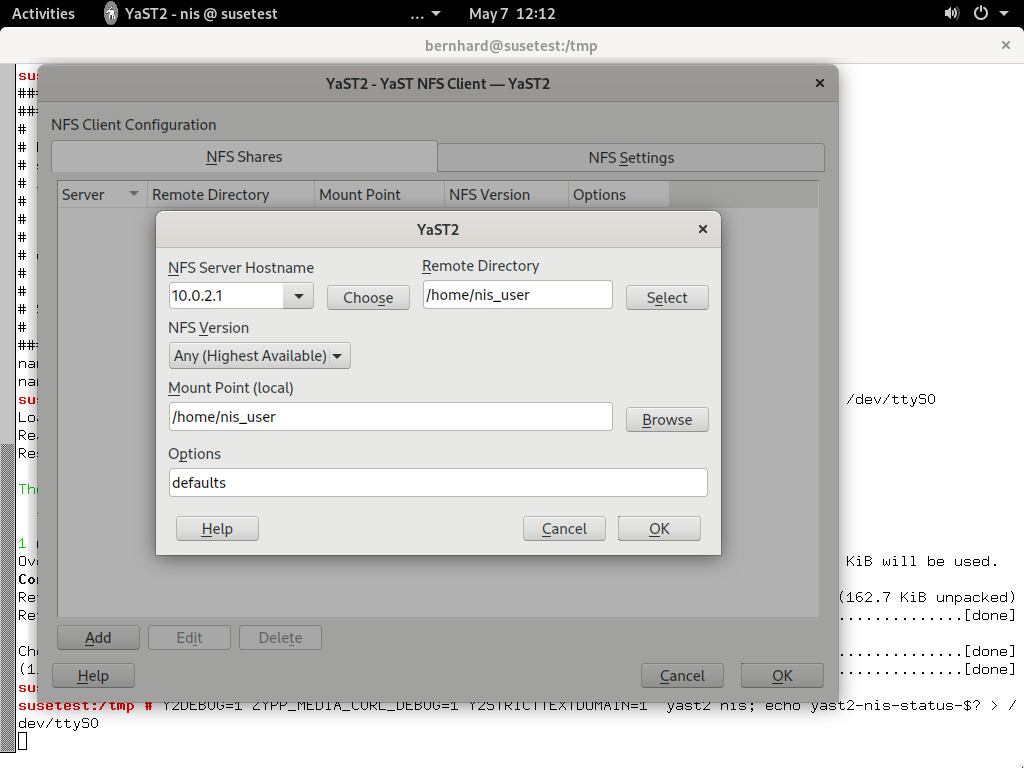 Activities YaST2 - nis @ susetest ... May 7 12:12
bernhard@susetest:/tmp
YaST2 - YaST NFS Client — YaST2
NFS Client Configuration
NFS Shares NFS Settings
Server Remote Directory Mount Point NFS Version Options
YaST2
NFS Server Hostname Remote Directory
10.0.2.1 Choose /home/nis_user Select
NFS Version
Any (Highest Available)
Mount Point (local)
/home/nis_user Browse
Options
defaults
Help Cancel OK
Add Edit Delete
Help Cancel OK
/dev/ttyS0
KiB will be used.
(162.7 KiB unpacked)
..............[done]
..............[done]
..............[done]
susetest:/tmp # Y2DEBUG=1 ZYPP_MEDIA_CURL_DEBUG=1 Y2STRICTTEXTDOMAIN=1 yast2 nis; echo yast2-nis-status-$? > /
dev/ttyS0